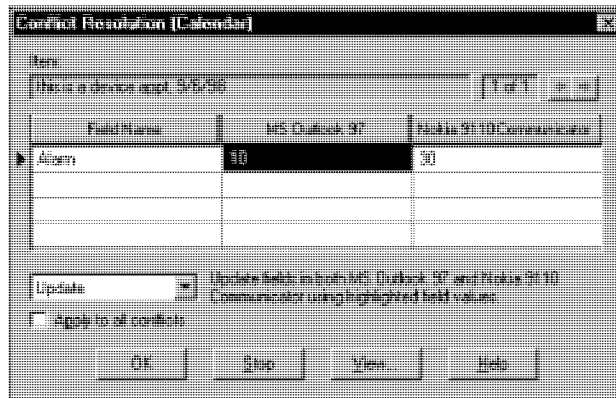 Conflict Resolution (Calendar)
Item:
this is a device appt, 9/6/98
1 of 1
Field Name MS Outlook 97 Nokia 9110 Communicator
Alarm 10 30
Update
Update fields in both MS Outlook 97 and Nokia 9110
Communicator using highlighted field values.
Apply to all conflicts
OK Stop View... Help